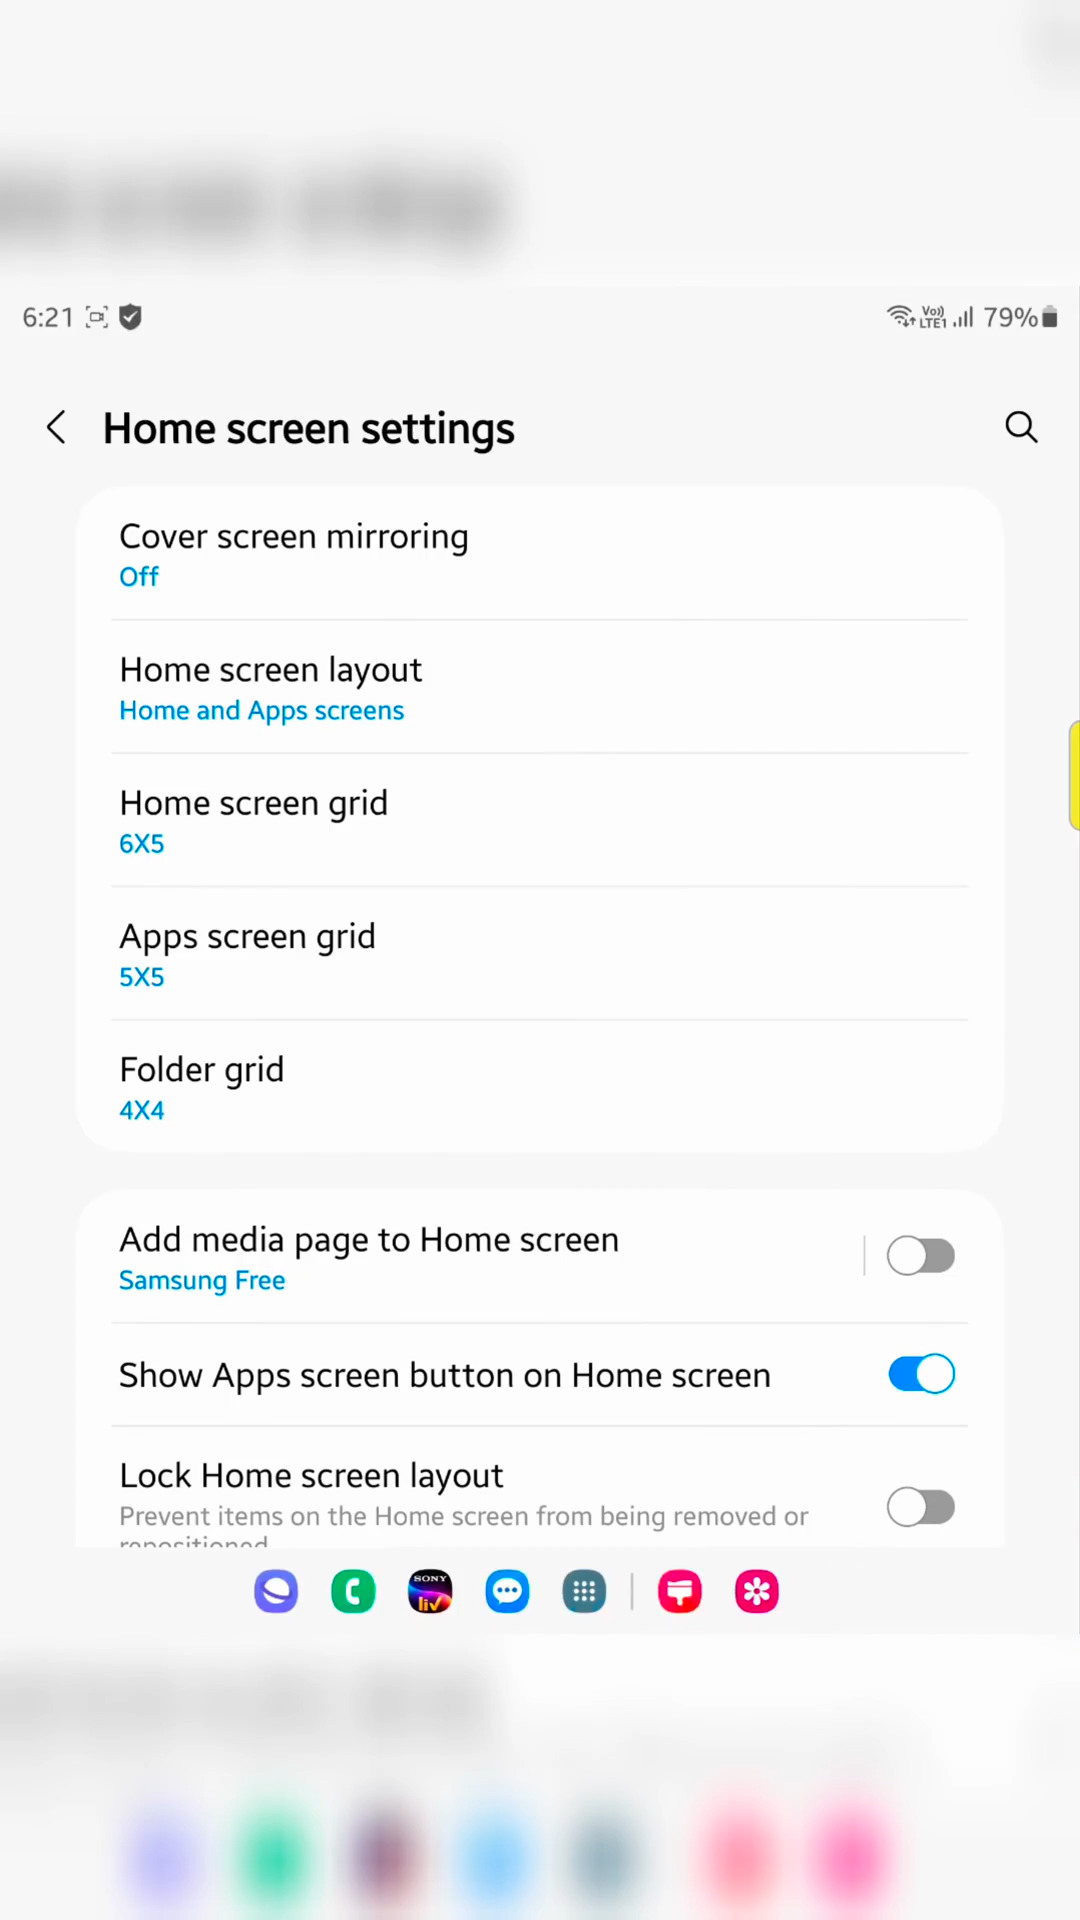 6:21
Vo)) LTE1 79%
Home screen settings
Cover screen mirroring
Off
Home screen layout
Home and Apps screens
Home screen grid
6X5
Apps screen grid
5X5
Folder grid
4X4
Add media page to Home screen
Samsung Free
Show Apps screen button on Home screen
Lock Home screen layout
Prevent items on the Home screen from being removed or
repositioned
SONY
liv